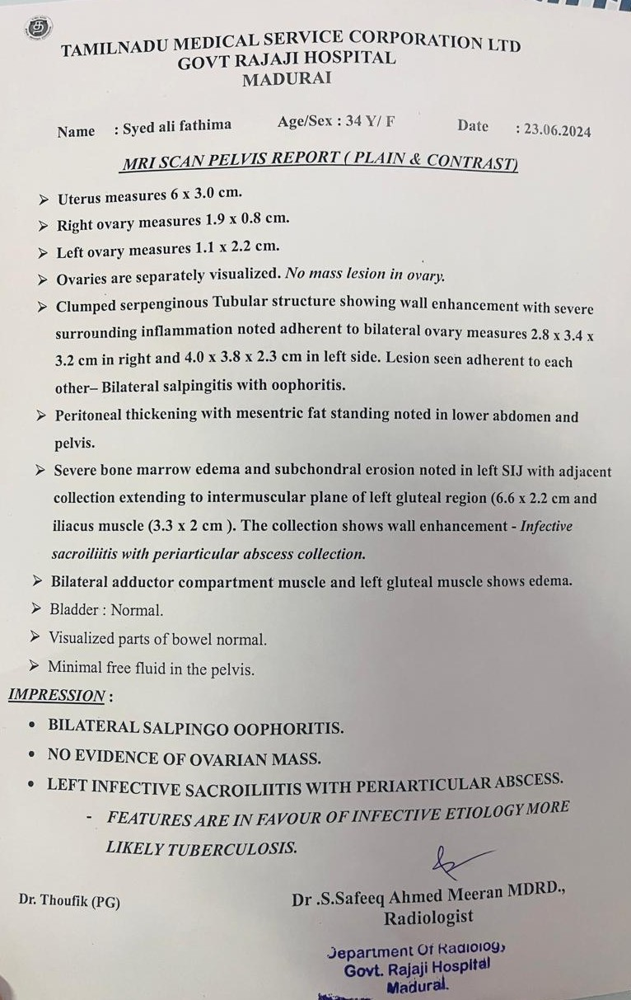 TAMILNADU MEDICAL SERVICE CORPORATION LTD
GOVT RAJAJI HOSPITAL
MADURAI
Name : Syed ali fathima Age/Sex : 34 Y/ F Date : 23.06.2024
MRI SCAN PELVIS REPORT ( PLAIN & CONTRAST)
➢ Uterus measures 6 x 3.0 cm.
➢ Right ovary measures 1.9 x 0.8 cm.
➢ Left ovary measures 1.1 x 2.2 cm.
➢ Ovaries are separately visualized. No mass lesion in ovary.
➢ Clumped serpenginous Tubular structure showing wall enhancement with severe
surrounding inflammation noted adherent to bilateral ovary measures 2.8 x 3.4 x
3.2 cm in right and 4.0 x 3.8 x 2.3 cm in left side. Lesion seen adherent to each
other– Bilateral salpingitis with oophoritis.
➢ Peritoneal thickening with mesentric fat standing noted in lower abdomen and
pelvis.
➢ Severe bone marrow edema and subchondral erosion noted in left SIJ with adjacent
collection extending to intermuscular plane of left gluteal region (6.6 x 2.2 cm and
iliacus muscle (3.3 x 2 cm ). The collection shows wall enhancement - Infective
sacroiliitis with periarticular abscess collection.
➢ Bilateral adductor compartment muscle and left gluteal muscle shows edema.
➢ Bladder : Normal.
➢ Visualized parts of bowel normal.
➢ Minimal free fluid in the pelvis.
IMPRESSION :
• BILATERAL SALPINGO OOPHORITIS.
• NO EVIDENCE OF OVARIAN MASS.
• LEFT INFECTIVE SACROILIITIS WITH PERIARTICULAR ABSCESS.
- FEATURES ARE IN FAVOUR OF INFECTIVE ETIOLOGY MORE
LIKELY TUBERCULOSIS.
Dr. Thoufik (PG)
Dr .S.Safeeq Ahmed Meeran MDRD.,
Radiologist
Department Of Radiology
Govt. Rajaji Hospital
Madurai.